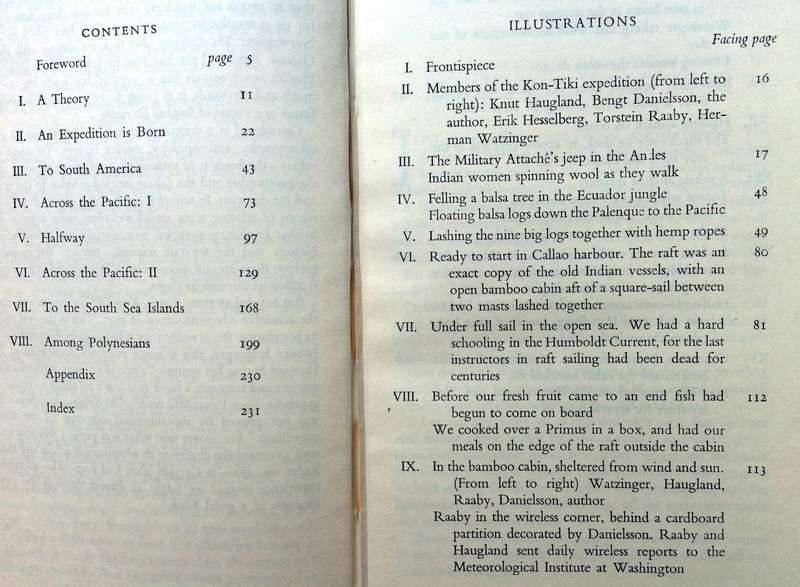 CONTENTS
Foreword page 5
I. A Theory 11
II. An Expedition is Born 22
III. To South America 43
IV. Across the Pacific: I 73
V. Halfway 97
VI. Across the Pacific: II 129
VII. To the South Sea Islands 168
VIII. Among Polynesians 199
Appendix 230
Index 231
ILLUSTRATIONS
Facing page
I. Frontispiece
II. Members of the Kon-Tiki expedition (from left to 16
right): Knut Haugland, Bengt Danielsson, the
author, Erik Hesselberg, Torstein Raaby, Her-
man Watzinger
III. The Military Attaché's jeep in the Andes 17
Indian women spinning wool as they walk
IV. Felling a balsa tree in the Ecuador jungle 48
Floating balsa logs down the Palenque to the Pacific
V. Lashing the nine big logs together with hemp ropes 49
VI. Ready to start in Callao harbour. The raft was an 80
exact copy of the old Indian vessels, with an
open bamboo cabin aft of a square-sail between
two masts lashed together
VII. Under full sail in the open sea. We had a hard 81
schooling in the Humboldt Current, for the last
instructors in raft sailing had been dead for
centuries
VIII. Before our fresh fruit came to an end fish had 112
begun to come on board
We cooked over a Primus in a box, and had our
meals on the edge of the raft outside the cabin
IX. In the bamboo cabin, sheltered from wind and sun. 113
(From left to right) Watzinger, Haugland,
Raaby, Danielsson, author
Raaby in the wireless corner, behind a cardboard
partition decorated by Danielsson. Raaby and
Haugland sent daily wireless reports to the
Meteorological Institute at Washington